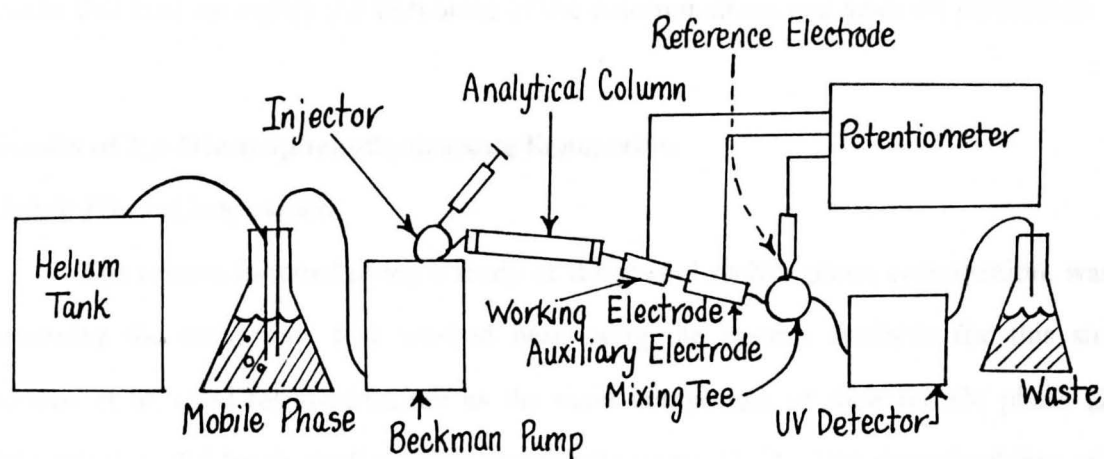 Reference Electrode
Analytical Column
Injector
Potentiometer
Helium
Tank
Working Electrode
Auxiliary Electrode
Mixing Tee
Mobile Phase
Beckman Pump
UV Detector
Waste